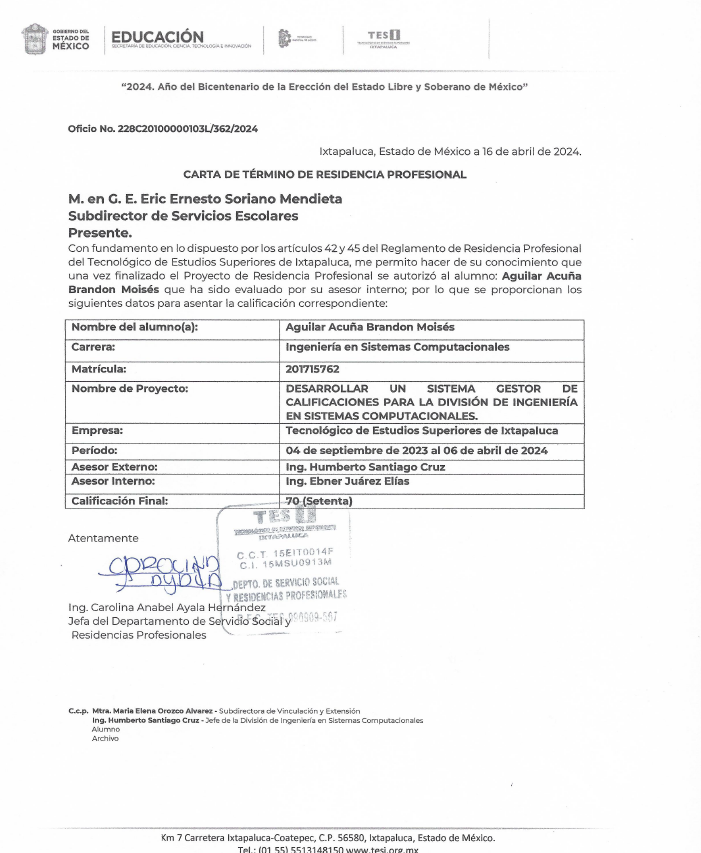 GOBIERNO DEL
ESTADO DE
MÉXICO
EDUCACIÓN
SECRETARÍA DE EDUCACIÓN, CIENCIA, TECNOLOGÍA E INNOVACIÓN
TESI
IXTAPALUCA
“2024. Año del Bicentenario de la Erección del Estado Libre y Soberano de México”
Oficio No. 228C20100000103L/362/2024
Ixtapaluca, Estado de México a 16 de abril de 2024.
CARTA DE TÉRMINO DE RESIDENCIA PROFESIONAL
M. en G. E. Eric Ernesto Soriano Mendieta
Subdirector de Servicios Escolares
Presente.
Con fundamento en lo dispuesto por los artículos 42 y 45 del Reglamento de Residencia Profesional
del Tecnológico de Estudios Superiores de Ixtapaluca, me permito hacer de su conocimiento que
una vez finalizado el Proyecto de Residencia Profesional se autorizó al alumno: Aguilar Acuña
Brandon Moisés que ha sido evaluado por su asesor interno; por lo que se proporcionan los
siguientes datos para asentar la calificación correspondiente:
Nombre del alumno(a): Aguilar Acuña Brandon Moisés
Carrera: Ingeniería en Sistemas Computacionales
Matrícula: 201715762
Nombre de Proyecto: DESARROLLAR UN SISTEMA GESTOR DE
CALIFICACIONES PARA LA DIVISIÓN DE INGENIERÍA
EN SISTEMAS COMPUTACIONALES.
Empresa: Tecnológico de Estudios Superiores de Ixtapaluca
Período: 04 de septiembre de 2023 al 06 de abril de 2024
Asesor Externo: Ing. Humberto Santiago Cruz
Asesor Interno: Ing. Ebner Juárez Elías
Calificación Final: 70 (Setenta)
TESI
TECNOLÓGICO DE ESTUDIOS SUPERIORES
IXTAPALUCA
C.C.T. 15EIT0014F
C.I. 15MSU0913M
DEPTO. DE SERVICIO SOCIAL
Y RESIDENCIAS PROFESIONALES
Atentamente
Ing. Carolina Anabel Ayala Hernández
Jefa del Departamento de Servicio Social y
Residencias Profesionales
C.c.p. Mtra. Maria Elena Orozco Alvarez - Subdirectora de Vinculación y Extensión
Ing. Humberto Santiago Cruz - Jefe de la División de Ingeniería en Sistemas Computacionales
Alumno
Archivo
Km 7 Carretera Ixtapaluca-Coatepec, C.P. 56580, Ixtapaluca, Estado de México.
Tel.: (01 55) 5513148150 www.tesi.org.mx